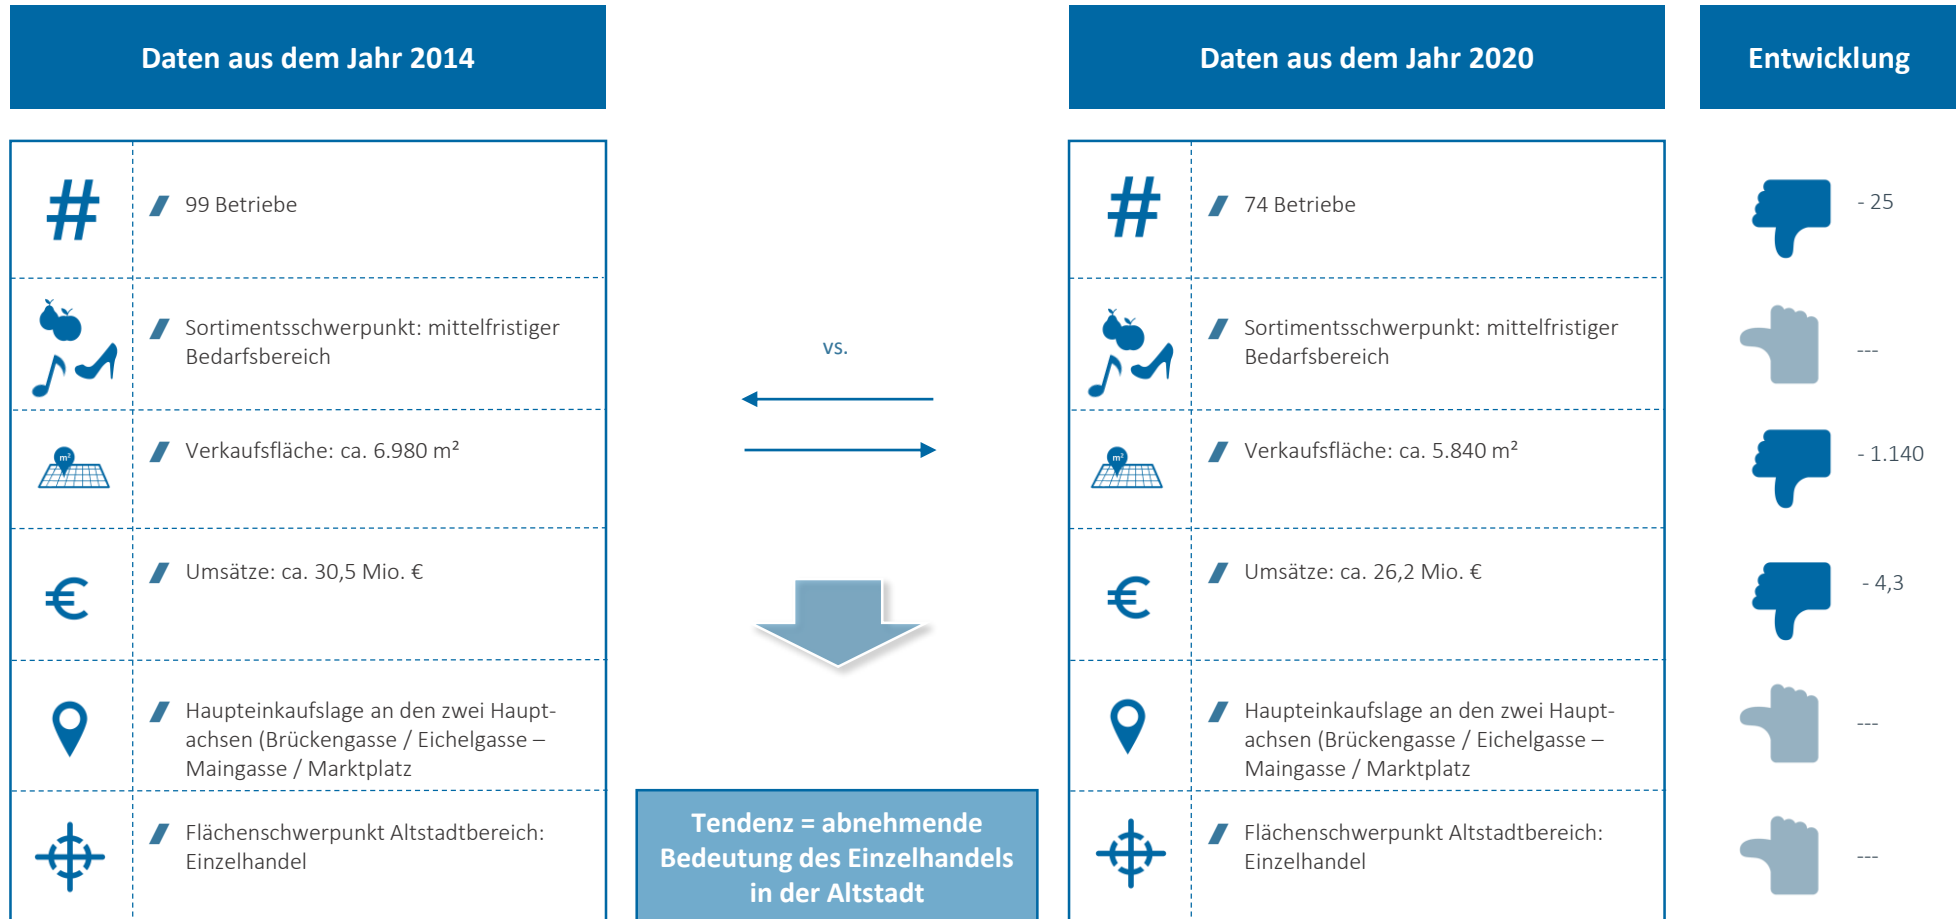 Daten aus dem Jahr 2014
# 99 Betriebe
Sortimentsschwerpunkt: mittelfristiger
Bedarfsbereich
m²
Verkaufsfläche: ca. 6.980 m²
€ Umsätze: ca. 30,5 Mio. €
Haupteinkaufslage an den zwei Haupt-
achsen (Brückengasse / Eichelgasse –
Maingasse / Marktplatz
Flächenschwerpunkt Altstadtbereich:
Einzelhandel
vs.
Tendenz = abnehmende
Bedeutung des Einzelhandels
in der Altstadt
Daten aus dem Jahr 2020
# 74 Betriebe
Sortimentsschwerpunkt: mittelfristiger
Bedarfsbereich
m²
Verkaufsfläche: ca. 5.840 m²
€ Umsätze: ca. 26,2 Mio. €
Haupteinkaufslage an den zwei Haupt-
achsen (Brückengasse / Eichelgasse –
Maingasse / Marktplatz
Flächenschwerpunkt Altstadtbereich:
Einzelhandel
Entwicklung
- 25
---
- 1.140
- 4,3
---
---